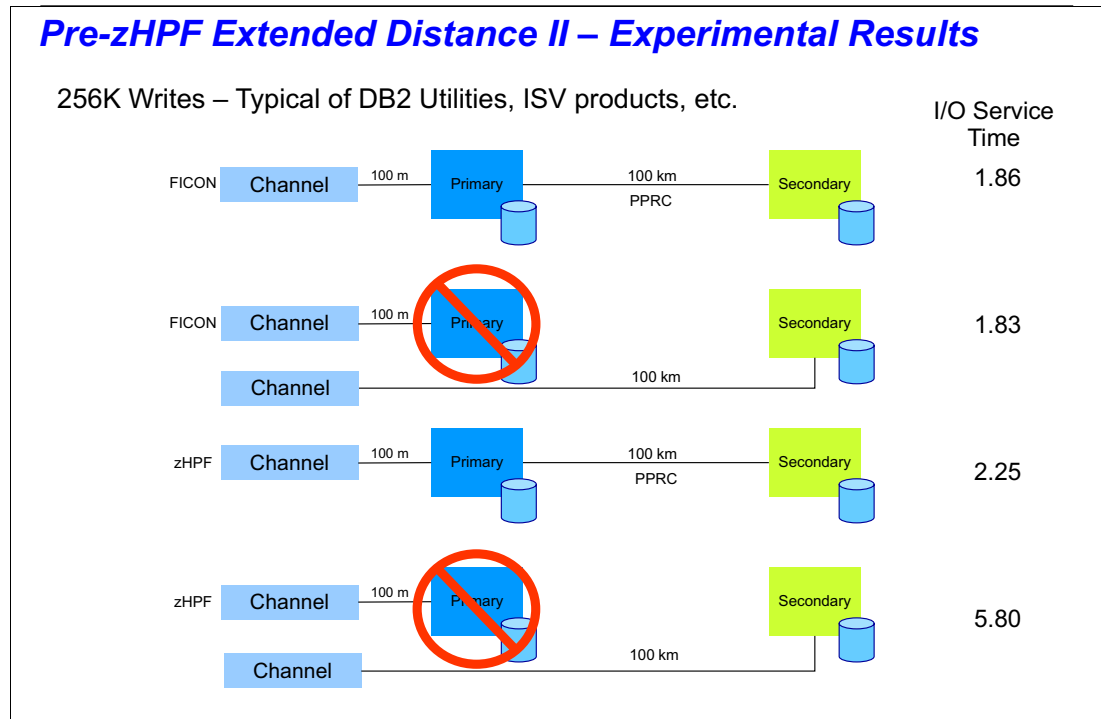 Pre-zHPF Extended Distance II – Experimental Results
256K Writes – Typical of DB2 Utilities, ISV products, etc.
I/O Service
Time
FICON Channel 100 m Primary 100 km Secondary 1.86
PPRC
FICON Channel 100 m Primary Secondary 1.83
Channel 100 km
zHPF Channel 100 m Primary 100 km Secondary 2.25
PPRC
zHPF Channel 100 m Primary Secondary 5.80
Channel 100 km